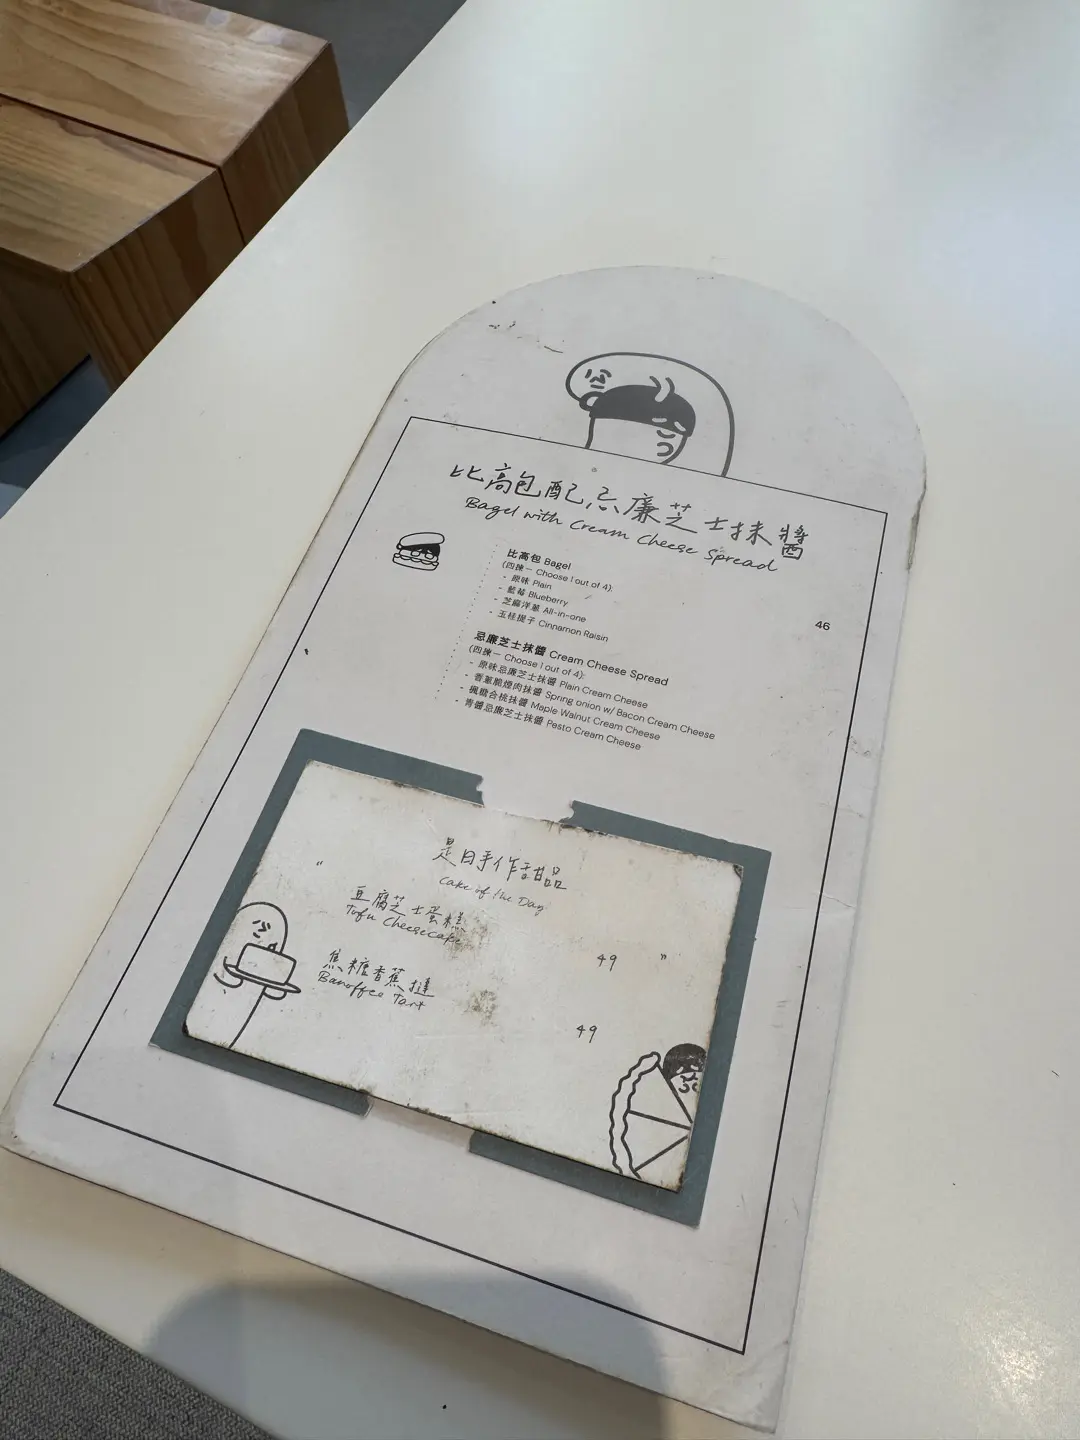 比高包配忌廉芝士抹醬
Bagel with Cream Cheese Spread
比高包 Bagel
(四揀一 Choose 1 out of 4):
- 原味 Plain
- 藍莓 Blueberry
- 芝麻洋蔥 All-in-one
- 玉桂提子 Cinnamon Raisin
46
忌廉芝士抹醬 Cream Cheese Spread
(四揀一 Choose 1 out of 4):
- 原味忌廉芝士抹醬 Plain Cream Cheese
- 香蔥脆煙肉抹醬 Spring onion w/ Bacon Cream Cheese
- 楓糖合桃抹醬 Maple Walnut Cream Cheese
- 青醬忌廉芝士抹醬 Pesto Cream Cheese
是日手作甜品
Cake of the Day
"
豆腐芝士蛋糕
Tofu Cheesecake
49 "
焦糖香蕉撻
Banoffee Tart
49